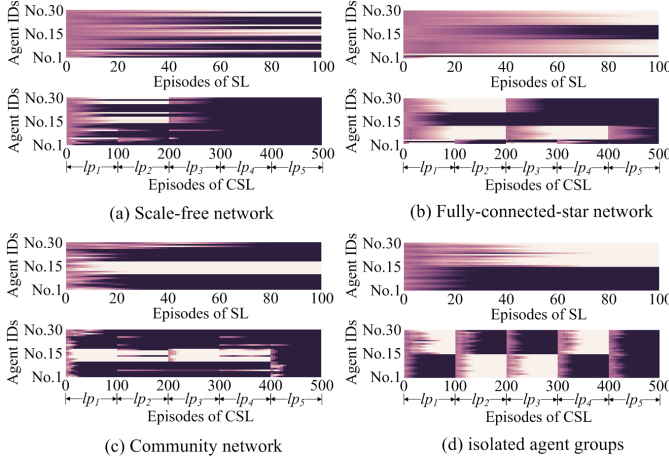 Agent IDs
No.30
No.15
No.1
0 20 40 60 80 100
Episodes of SL
Agent IDs
No.30
No.15
No.1
0 100 200 300 400 500
lp1 lp2 lp3 lp4 lp5
Episodes of CSL
(a) Scale-free network
Agent IDs
No.30
No.15
No.1
0 20 40 60 80 100
Episodes of SL
Agent IDs
No.30
No.15
No.1
0 100 200 300 400 500
lp1 lp2 lp3 lp4 lp5
Episodes of CSL
(b) Fully-connected-star network
Agent IDs
No.30
No.15
No.1
0 20 40 60 80 100
Episodes of SL
Agent IDs
No.30
No.15
No.1
0 100 200 300 400 500
lp1 lp2 lp3 lp4 lp5
Episodes of CSL
(c) Community network
Agent IDs
No.30
No.15
No.1
0 20 40 60 80 100
Episodes of SL
Agent IDs
No.30
No.15
No.1
0 100 200 300 400 500
lp1 lp2 lp3 lp4 lp5
Episodes of CSL
(d) isolated agent groups